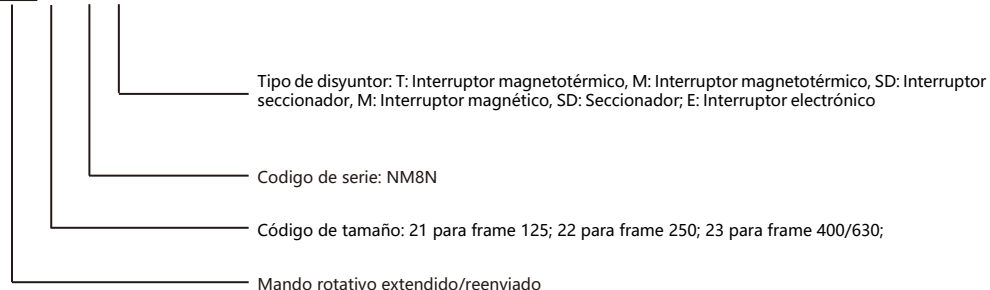 Tipo de disyuntor: T: Interruptor magnetotérmico, M: Interruptor magnetotérmico, SD: Interruptor
seccionador, M: Interruptor magnético, SD: Seccionador; E: Interruptor electrónico
Codigo de serie: NM8N
Código de tamaño: 21 para frame 125; 22 para frame 250; 23 para frame 400/630;
Mando rotativo extendido/reenviado